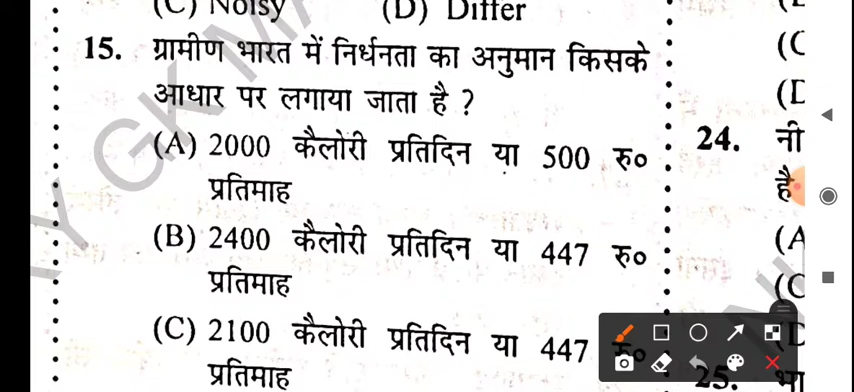 (C) Noisy (D) Differ
15. ग्रामीण भारत में निर्धनता का अनुमान किसके
आधार पर लगाया जाता है ?
(A) 2000 कैलोरी प्रतिदिन या 500 रु०
प्रतिमाह
(B) 2400 कैलोरी प्रतिदिन या 447 रु०
प्रतिमाह
(C) 2100 कैलोरी प्रतिदिन या 447 रु०
प्रतिमाह
(C
(D
24. नी
है
(A
(C
(D
25. भा